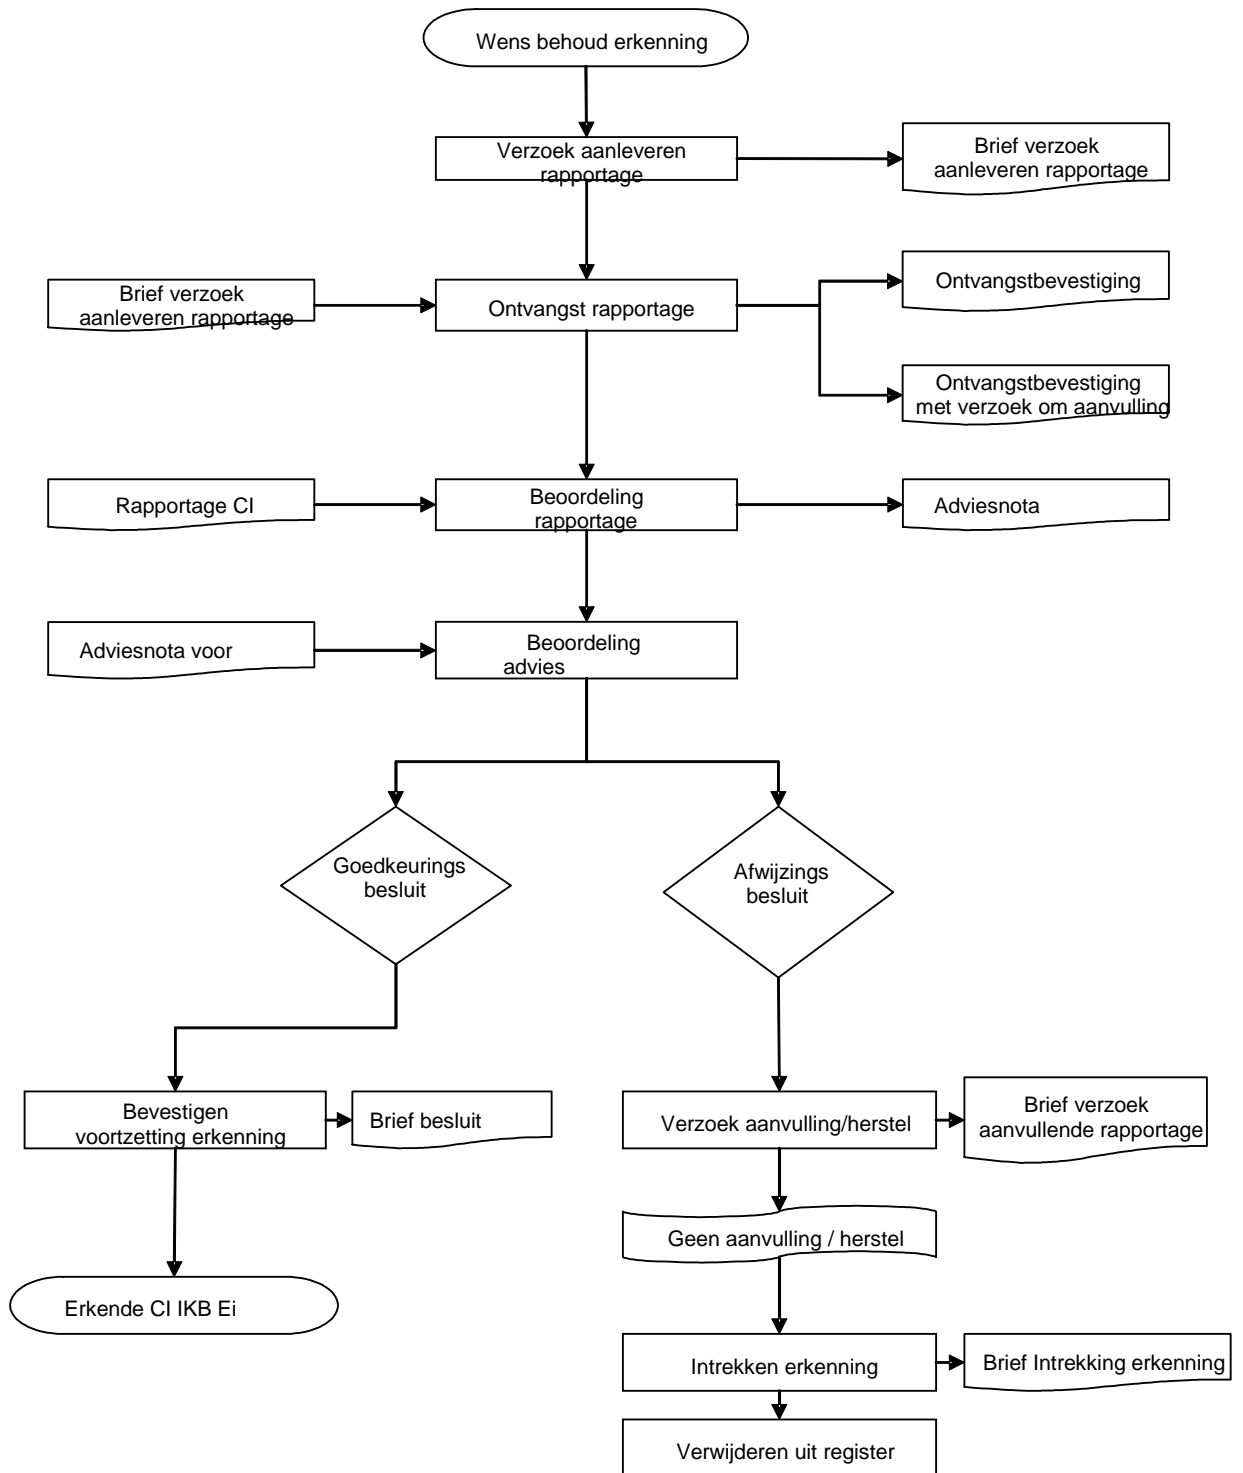 Wens behoud erkenning
Verzoek aanleveren
rapportage
Brief verzoek
aanleveren rapportage
Brief verzoek
aanleveren rapportage
Ontvangst rapportage
Ontvangstbevestiging
Ontvangstbevestiging
met verzoek om aanvulling
Rapportage CI
Beoordeling
rapportage
Adviesnota
Adviesnota voor
Beoordeling
advies
Goedkeurings
besluit
Afwijzings
besluit
Bevestigen
voortzetting erkenning
Brief besluit
Verzoek aanvulling/herstel
Brief verzoek
aanvullende rapportage
Geen aanvulling / herstel
Erkende CI IKB Ei
Intrekken erkenning
Brief Intrekking erkenning
Verwijderen uit register